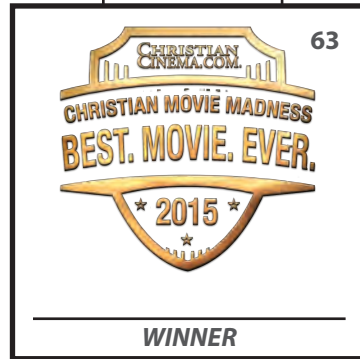 63
CHRISTIAN
CINEMA.COM.
CHRISTIAN MOVIE MADNESS
BEST. MOVIE. EVER.
2015
WINNER